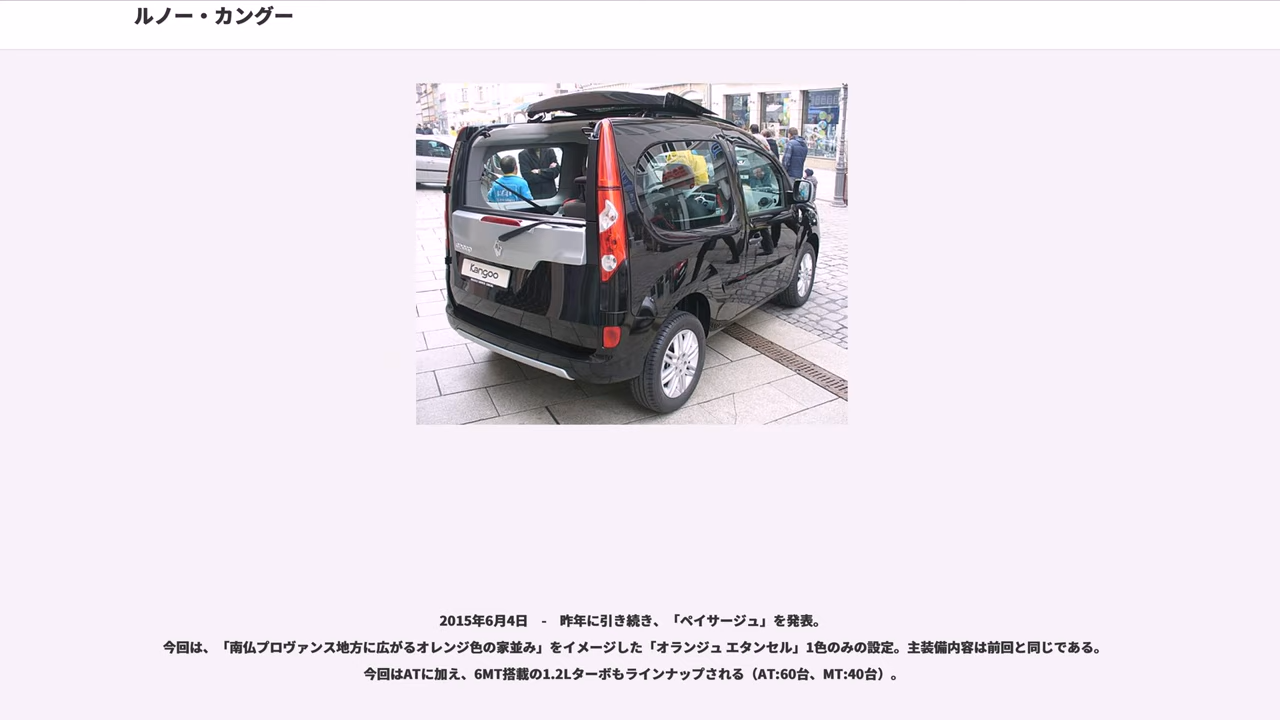 ルノー・カングー
Kangoo
2015年6月4日　-　昨年に引き続き、「ペイサージュ」を発表。
今回は、「南仏プロヴァンス地方に広がるオレンジ色の家並み」をイメージした「オランジュ エタンセル」1色のみの設定。主装備内容は前回と同じである。
今回はATに加え、6MT搭載の1.2Lターボもラインナップされる（AT:60台、MT:40台）。